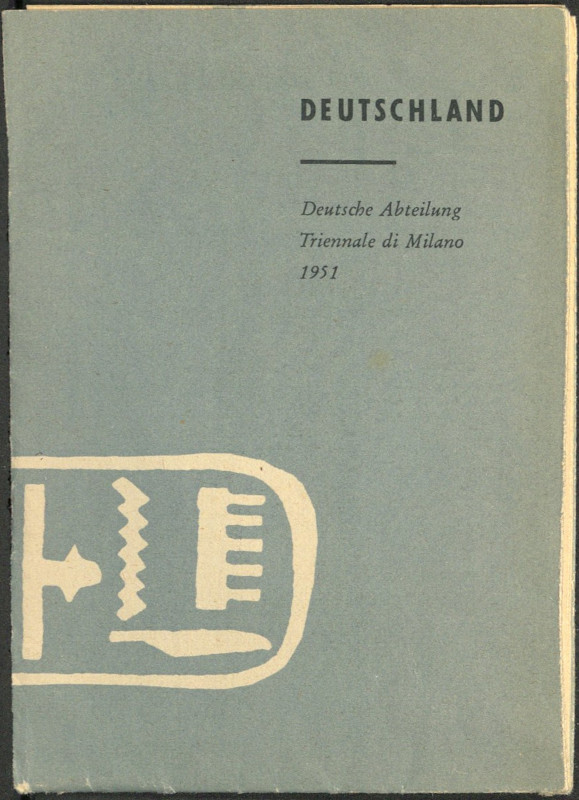 DEUTSCHLAND
Deutsche Abteilung
Triennale di Milano
1951